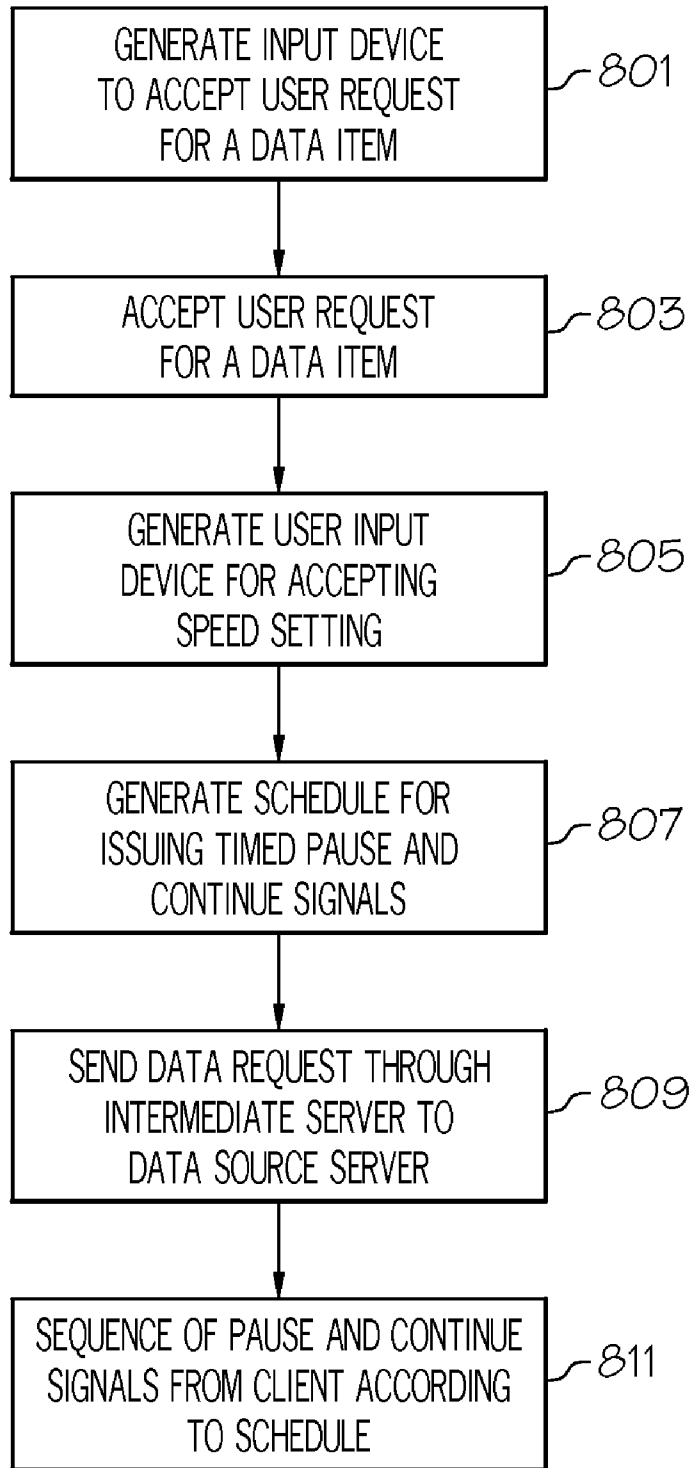 GENERATE INPUT DEVICE
TO ACCEPT USER REQUEST
FOR A DATA ITEM
801
ACCEPT USER REQUEST
FOR A DATA ITEM
803
GENERATE USER INPUT
DEVICE FOR ACCEPTING
SPEED SETTING
805
GENERATE SCHEDULE FOR
ISSUING TIMED PAUSE AND
CONTINUE SIGNALS
807
SEND DATA REQUEST THROUGH
INTERMEDIATE SERVER TO
DATA SOURCE SERVER
809
SEQUENCE OF PAUSE AND CONTINUE
SIGNALS FROM CLIENT ACCORDING
TO SCHEDULE
811